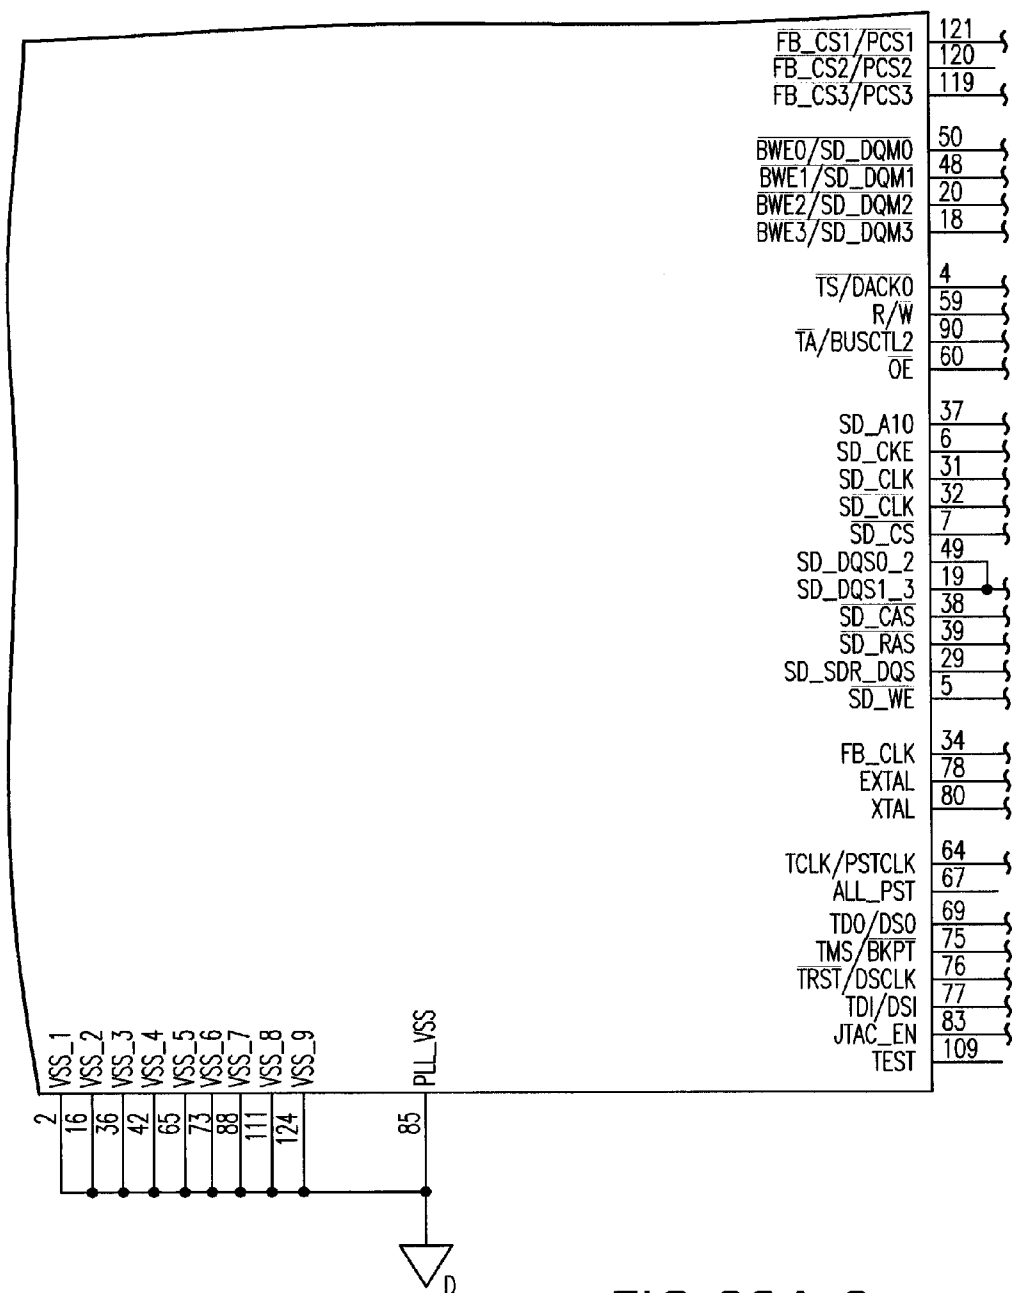 FB_CS1/PCS1 121
FB_CS2/PCS2 120
FB_CS3/PCS3 119
BWE0/SD_DQM0 50
BWE1/SD_DQM1 48
BWE2/SD_DQM2 20
BWE3/SD_DQM3 18
TS/DACK0 4
R/W 59
TA/BUSCTL2 90
OE 60
SD_A10 37
SD_CKE 6
SD_CLK 31
SD_CLK 32
SD_CS 7
SD_DQS0_2 49
SD_DQS1_3 19
SD_CAS 38
SD_RAS 39
SD_SDR_DQS 29
SD_WE 5
FB_CLK 34
EXTAL 78
XTAL 80
TCLK/PSTCLK 64
ALL_PST 67
TDO/DSO 69
TMS/BKPT 75
TRST/DSCLK 76
TDI/DSI 77
JTAC_EN 83
TEST 109
VSS_1 2
VSS_2 16
VSS_3 36
VSS_4 42
VSS_5 65
VSS_6 73
VSS_7 88
VSS_8 111
VSS_9 124
PLL_VSS 85
D